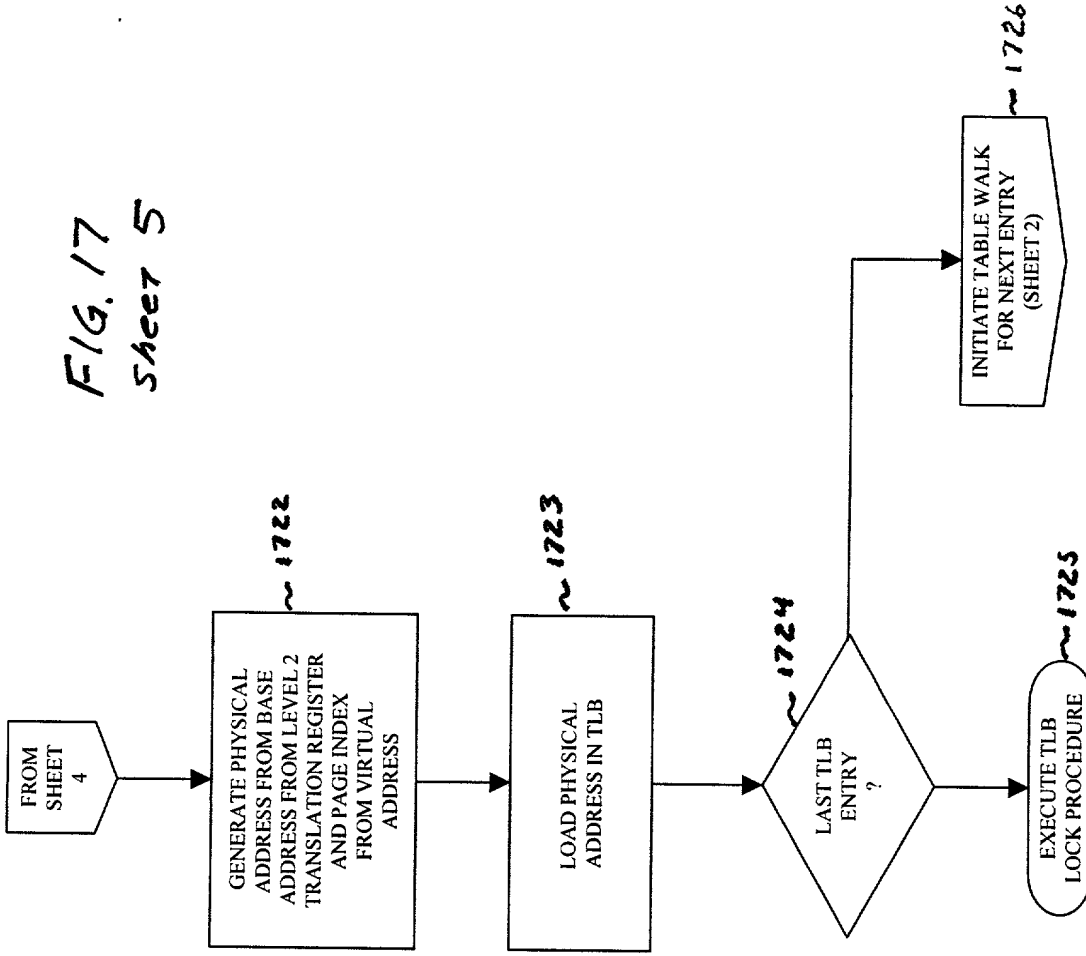 FIG. 17
Sheet 5
FROM
SHEET
4
GENERATE PHYSICAL
ADDRESS FROM BASE
ADDRESS FROM LEVEL 2
TRANSLATION REGISTER
AND PAGE INDEX
FROM VIRTUAL
ADDRESS
~ 1722
LOAD PHYSICAL
ADDRESS IN TLB
~ 1723
LAST TLB
ENTRY
?
~ 1724
EXECUTE TLB
LOCK PROCEDURE
~ 1725
INITIATE TABLE WALK
FOR NEXT ENTRY
(SHEET 2)
~ 1726